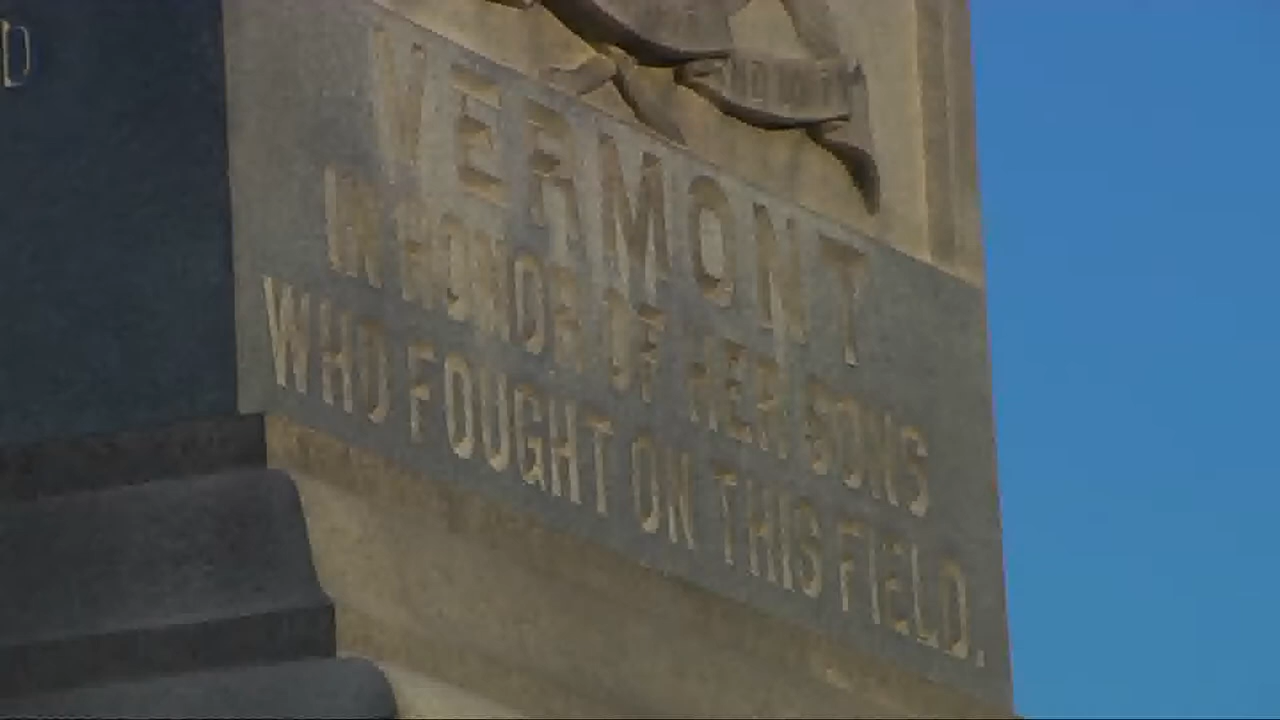 D
VERMONT
IN HONOR OF HER SONS
WHO FOUGHT ON THIS FIELD.